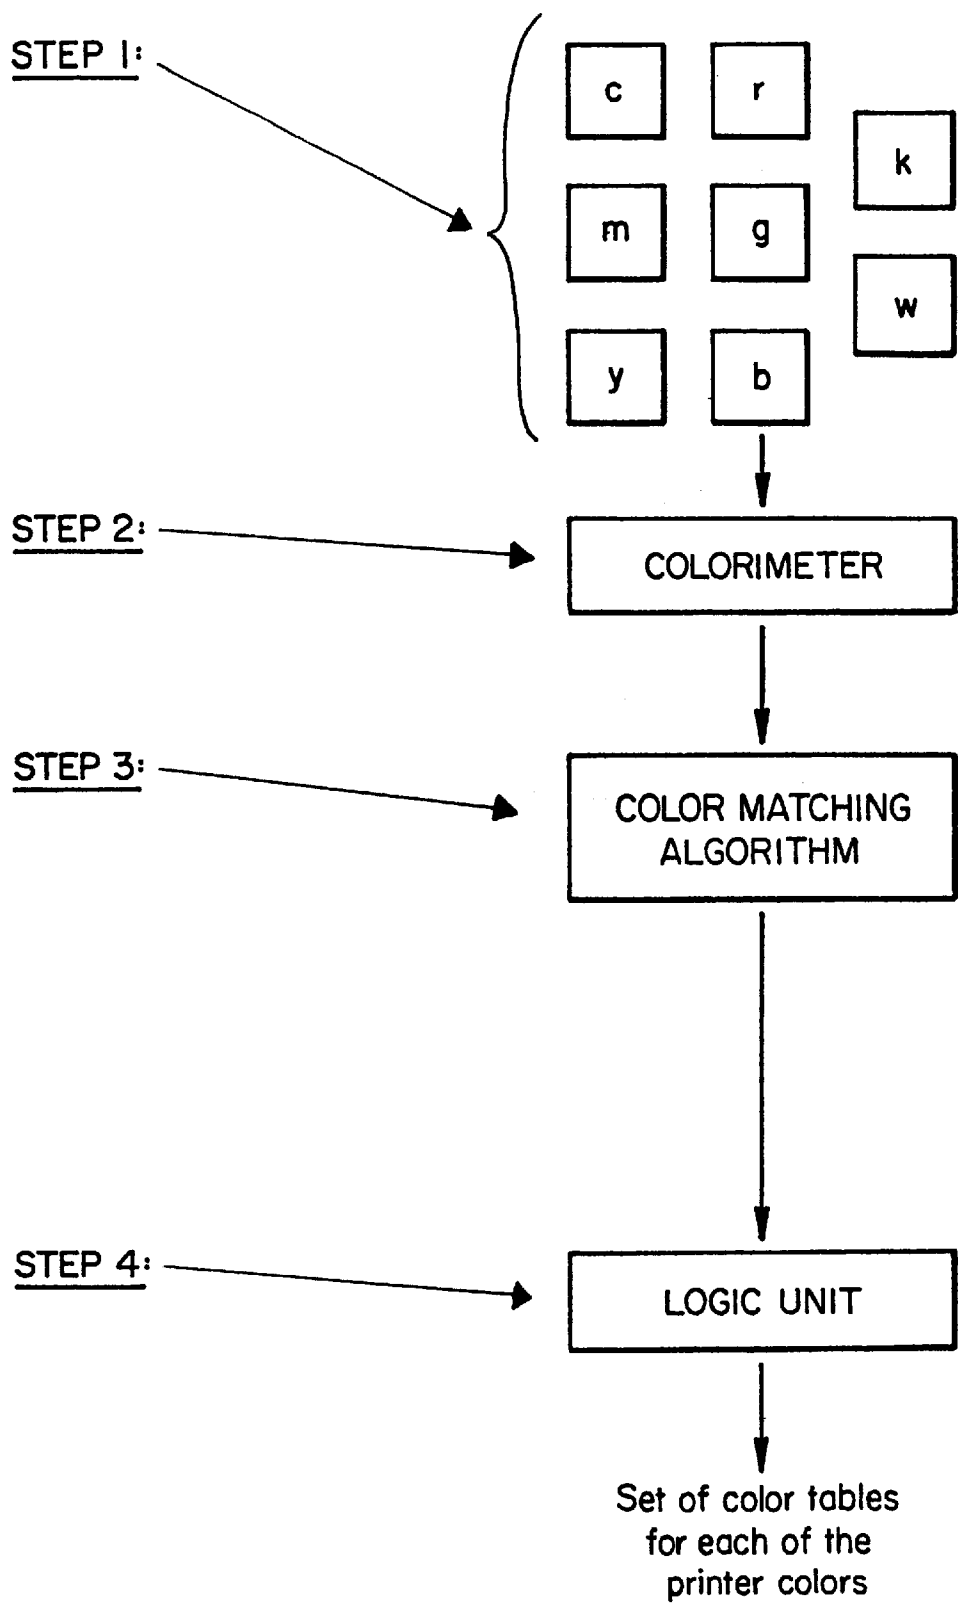 STEP 1:
c
r
k
m
g
w
y
b
STEP 2:
COLORIMETER
STEP 3:
COLOR MATCHING
ALGORITHM
STEP 4:
LOGIC UNIT
Set of color tables
for each of the
printer colors